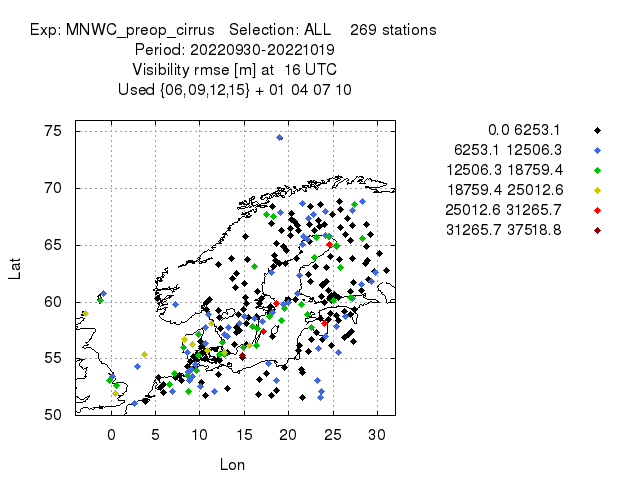 Exp: MNWC_preop_cirrus   Selection: ALL    269 stations
Period: 20220930-20221019
Visibility rmse [m] at  16 UTC
Used {06,09,12,15} + 01 04 07 10
0.0 6253.1
6253.1 12506.3
12506.3 18759.4
18759.4 25012.6
25012.6 31265.7
31265.7 37518.8
75
70
65
60
55
50
Lat
0 5 10 15 20 25 30
Lon